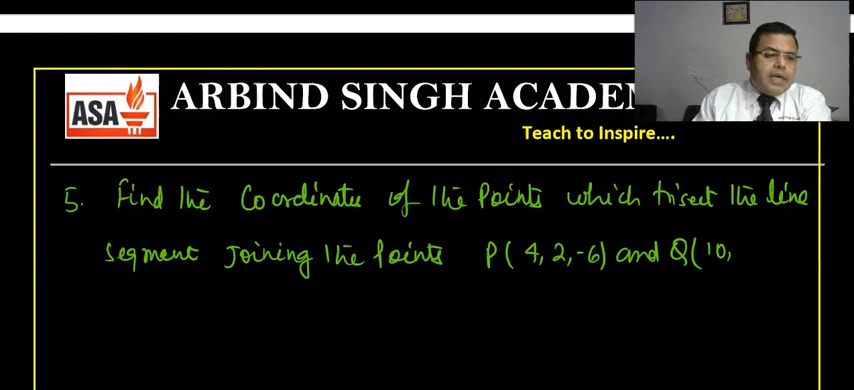 ASA
ARBIND SINGH ACADEM
Teach to Inspire....
5. Find the Coordinates of the Points which trisect the line
segment Joining the Points P(4,2,-6) and Q(10,